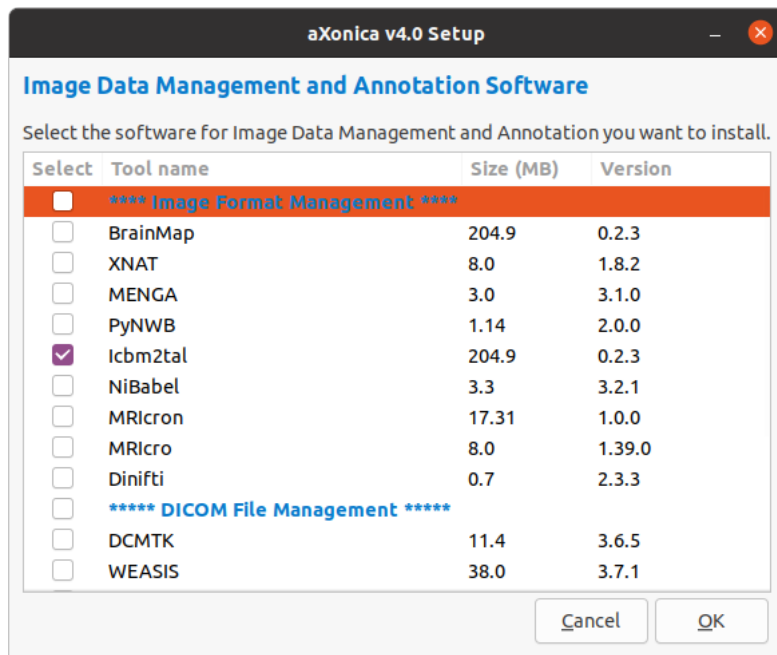 aXonica v4.0 Setup
Image Data Management and Annotation Software
Select the software for Image Data Management and Annotation you want to install.
Select Tool name Size (MB) Version
**** Image Format Management ****
BrainMap 204.9 0.2.3
XNAT 8.0 1.8.2
MENGA 3.0 3.1.0
PyNWB 1.14 2.0.0
Icbm2tal 204.9 0.2.3
NiBabel 3.3 3.2.1
MRIcron 17.31 1.0.0
MRIcro 8.0 1.39.0
Dinifti 0.7 2.3.3
***** DICOM File Management *****
DCMTK 11.4 3.6.5
WEASIS 38.0 3.7.1
Cancel OK